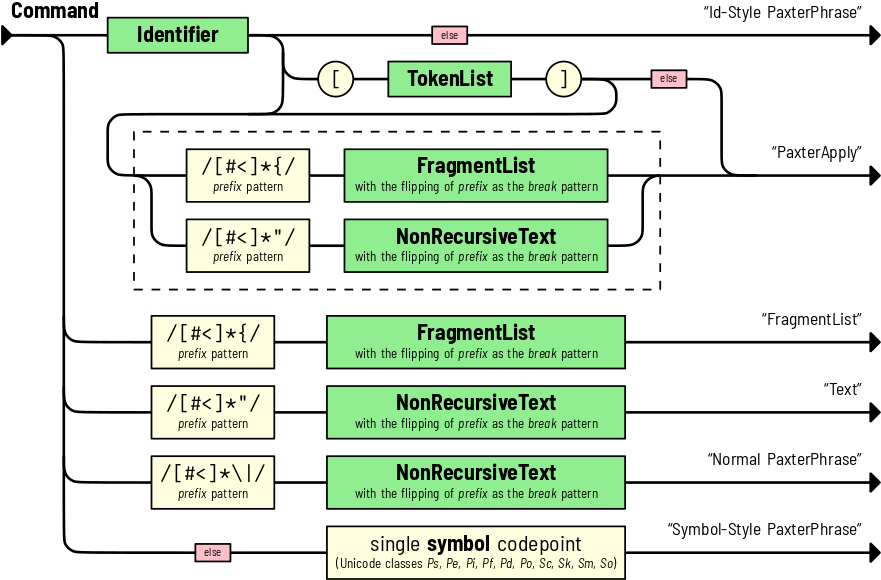 Command
"Id-Style PaxterPhrase"
Identifier
else
[
TokenList
]
else
"PaxterApply"
/[#<]*{/
prefix pattern
FragmentList
with the flipping of prefix as the break pattern
/[#<]*"/
prefix pattern
NonRecursiveText
with the flipping of prefix as the break pattern
"FragmentList"
/[#<]*{/
prefix pattern
FragmentList
with the flipping of prefix as the break pattern
"Text"
/[#<]*"/
prefix pattern
NonRecursiveText
with the flipping of prefix as the break pattern
"Normal PaxterPhrase"
/[#<]*\|/
prefix pattern
NonRecursiveText
with the flipping of prefix as the break pattern
"Symbol-Style PaxterPhrase"
else
single symbol codepoint
(Unicode classes Ps, Pe, Pi, Pf, Pd, Po, Sc, Sk, Sm, So)